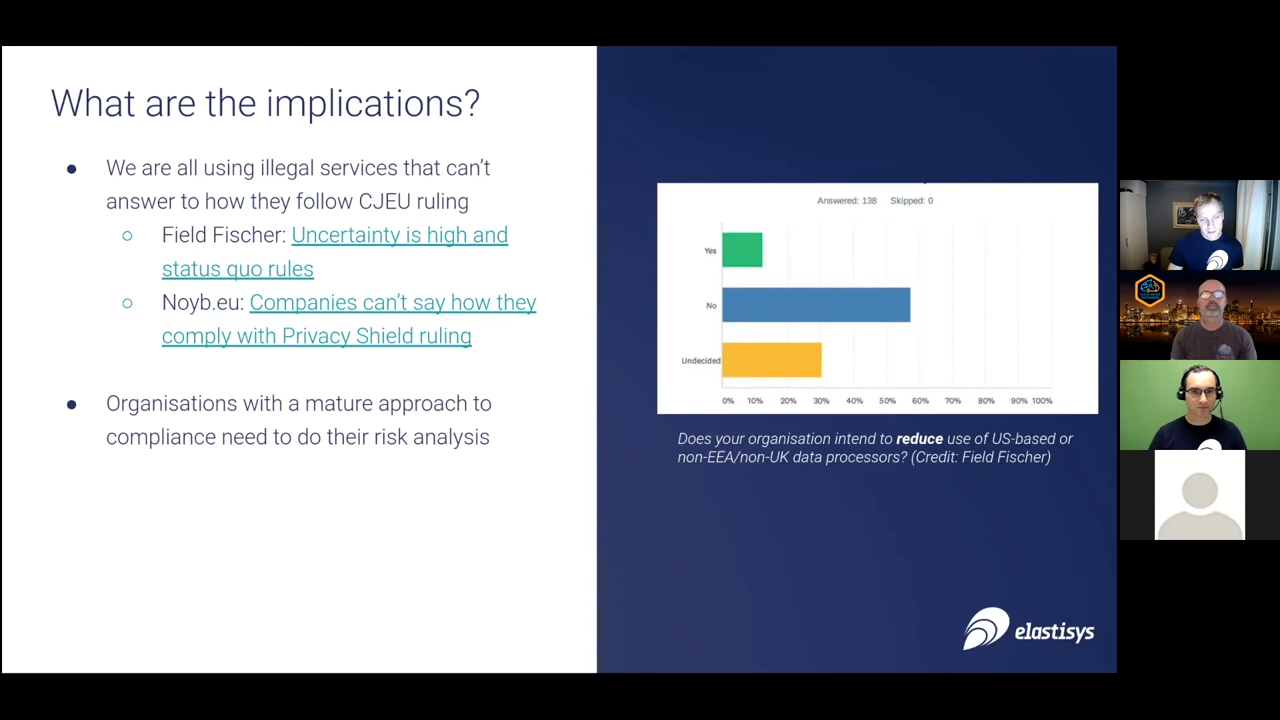 What are the implications?
● We are all using illegal services that can’t
answer to how they follow CJEU ruling
○ Field Fischer: Uncertainty is high and
status quo rules
○ Noyb.eu: Companies can’t say how they
comply with Privacy Shield ruling
● Organisations with a mature approach to
compliance need to do their risk analysis
Answered: 138 Skipped: 0
Yes
No
Undecided
0% 10% 20% 30% 40% 50% 60% 70% 80% 90% 100%
Does your organisation intend to reduce use of US-based or
non-EEA/non-UK data processors? (Credit: Field Fischer)
elastisys